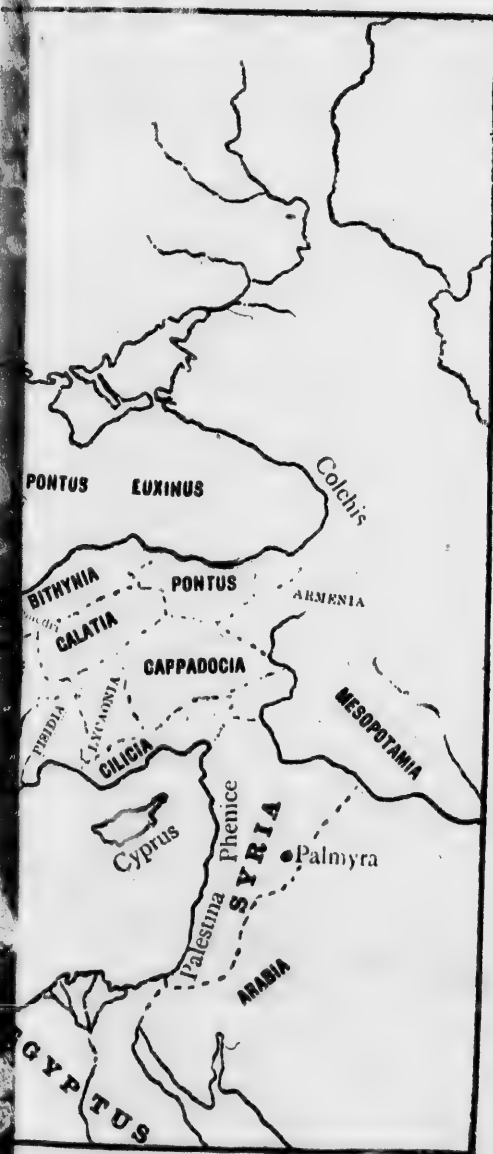 Colchis
PONTUS EUXINUS
BITHYNIA
PONTUS
ARMENIA
GALATIA
CAPPADOCIA
PISIDIA
LYCAONIA
CILICIA
MESOPOTAMIA
Cyprus
Phenice
SYRIA
Palmyra
Palestina
ARABIA
GYPTUS